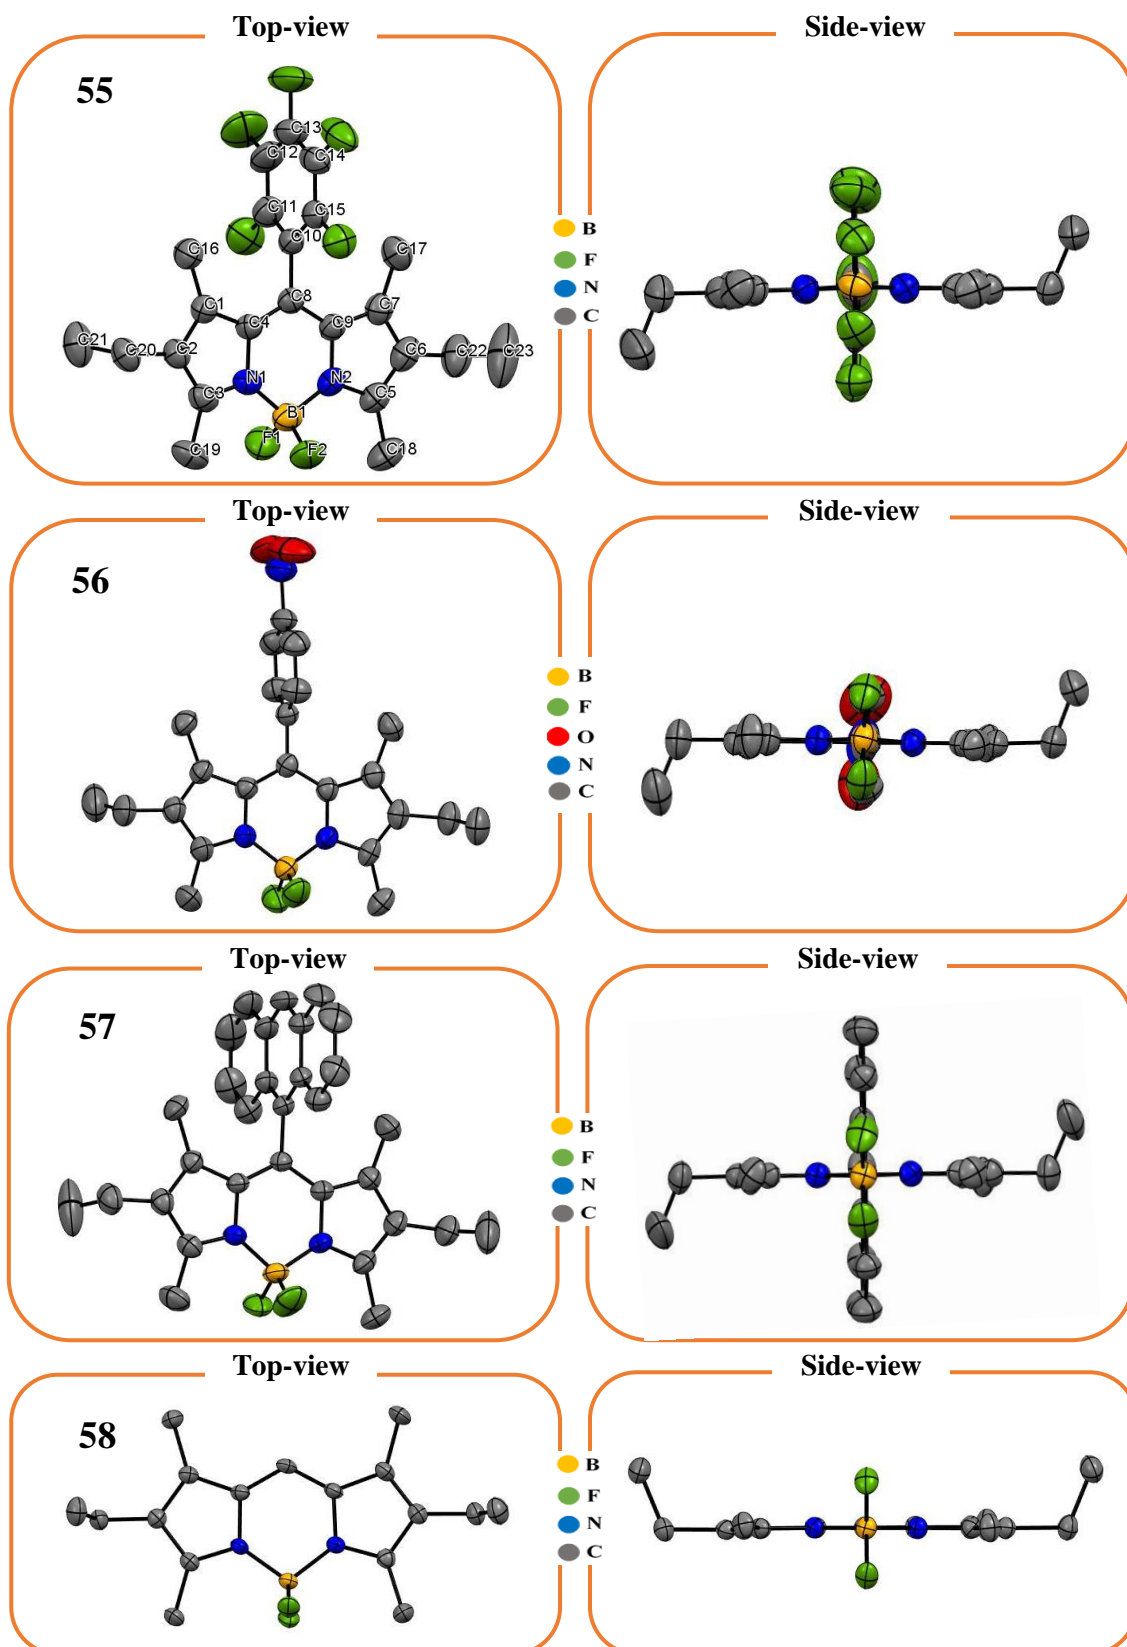 Top-view
Side-view
55
C13
C12
C14
C11
C15
C10
C16
C17
C1
C8
C7
C4
C9
C21
C20
C2
C6
C22
C23
N1
N2
C3
C5
B1
F1
F2
C19
C18
B
F
N
C
Top-view
Side-view
56
B
F
O
N
C
Top-view
Side-view
57
B
F
N
C
Top-view
Side-view
58
B
F
N
C